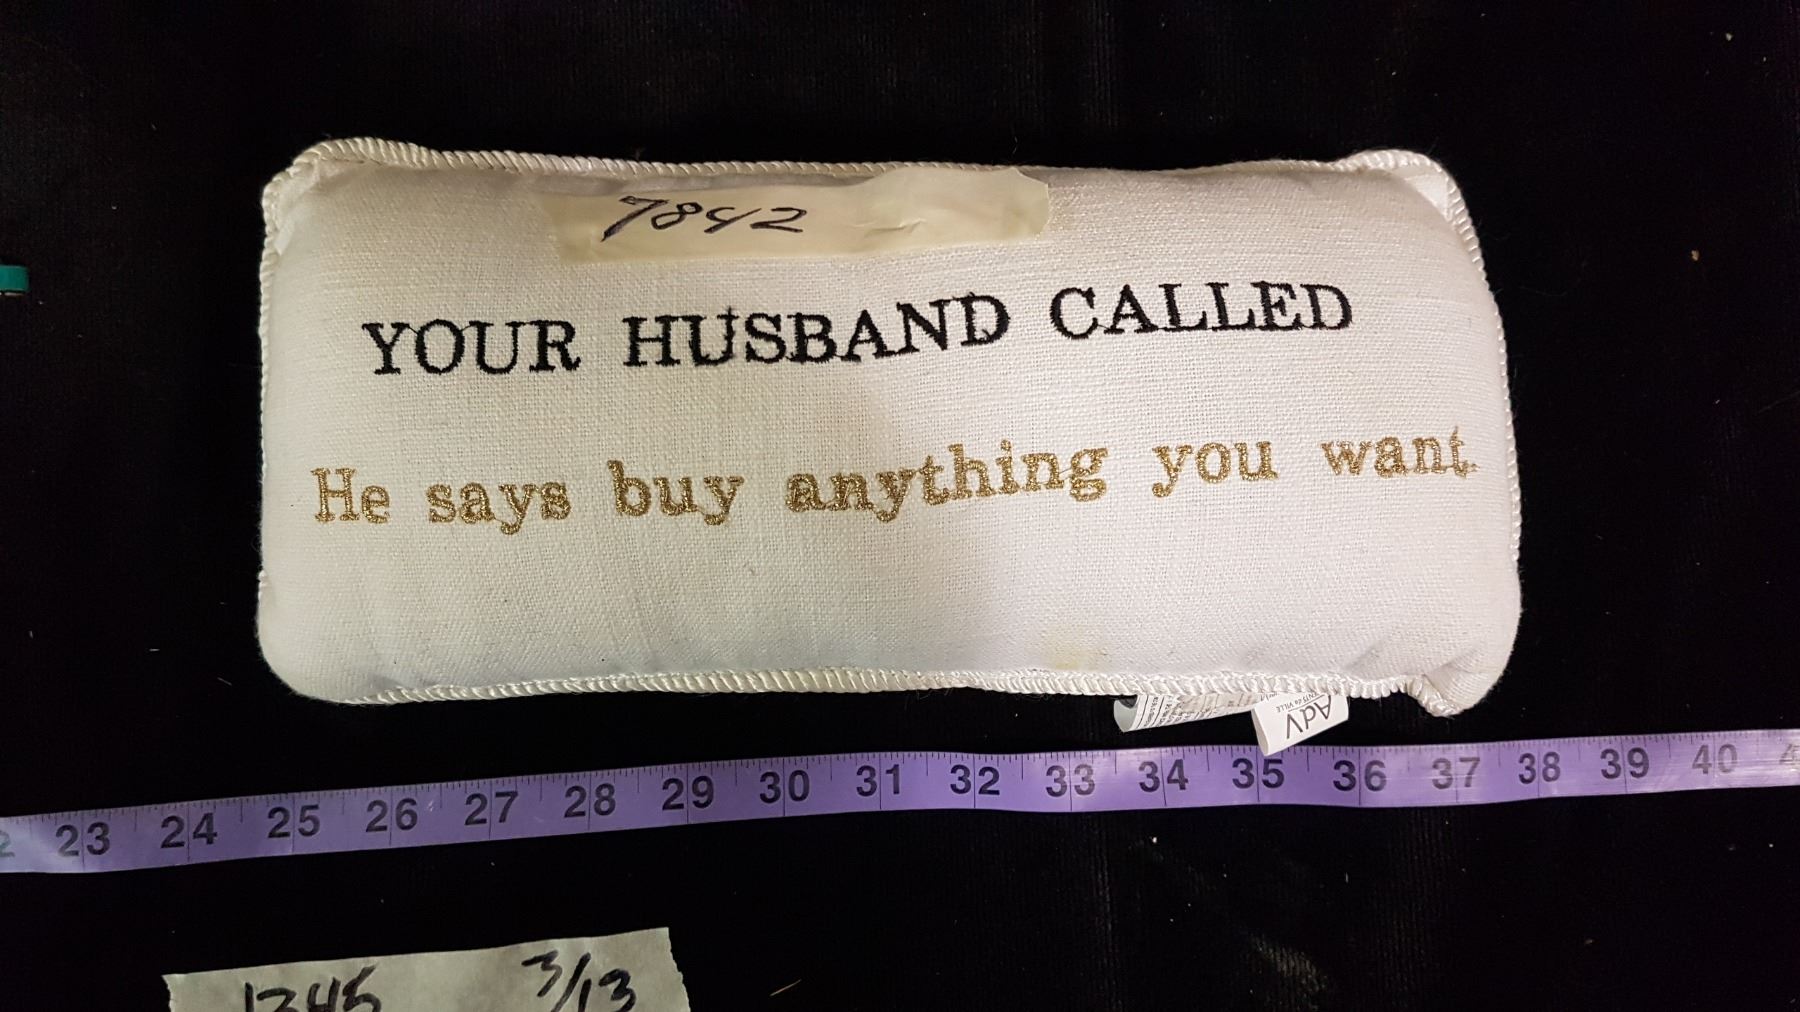 7842
YOUR HUSBAND CALLED
He says buy anything you want.
AdV
23 24 25 26 27 28 29 30 31 32 33 34 35 36 37 38 39 40
1245 3/13